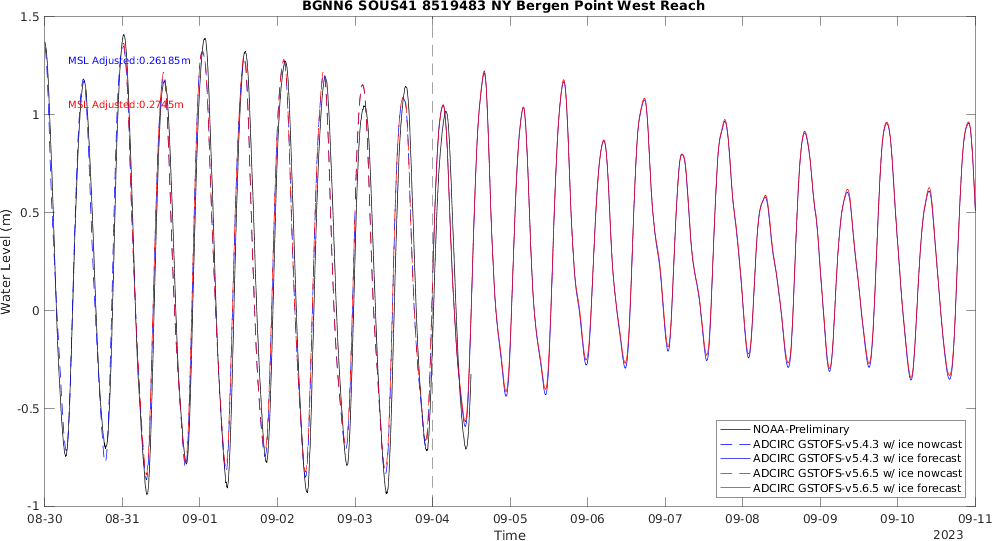 BGNN6 SOUS41 8519483 NY Bergen Point West Reach
1.5
MSL Adjusted:0.26185m
MSL Adjusted:0.2745m
1
0.5
0
-0.5
-1
Water Level (m)
NOAA-Preliminary
ADCIRC GSTOFS-v5.4.3 w/ ice nowcast
ADCIRC GSTOFS-v5.4.3 w/ ice forecast
ADCIRC GSTOFS-v5.6.5 w/ ice nowcast
ADCIRC GSTOFS-v5.6.5 w/ ice forecast
08-30 08-31 09-01 09-02 09-03 09-04 09-05 09-06 09-07 09-08 09-09 09-10 09-11
Time
2023